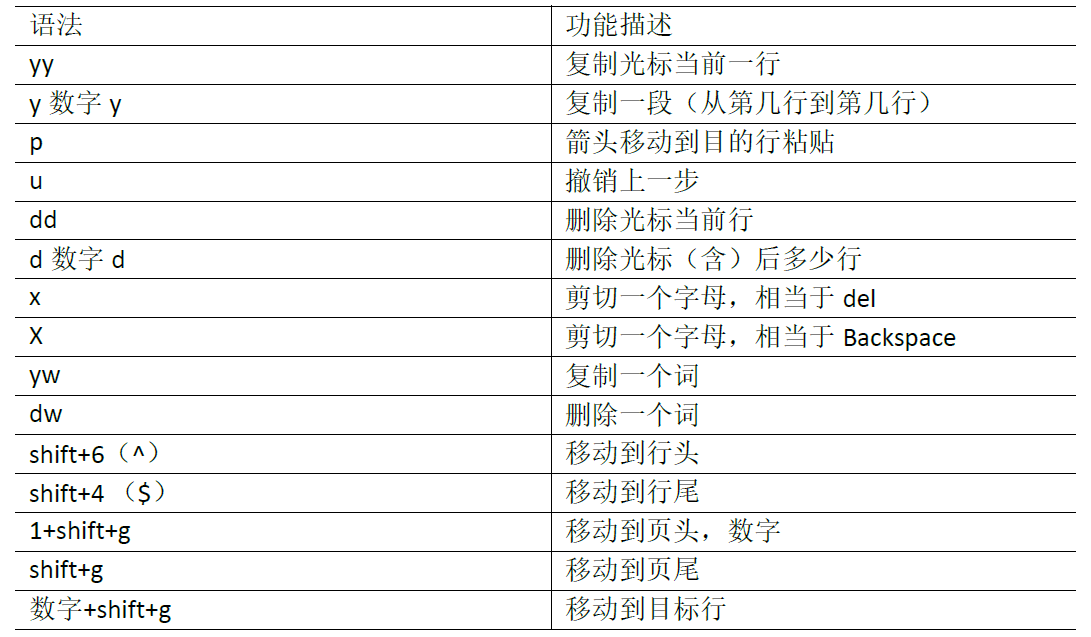 语法 功能描述
yy 复制光标当前一行
y 数字 y 复制一段（从第几行到第几行）
p 箭头移动到目的行粘贴
u 撤销上一步
dd 删除光标当前行
d 数字 d 删除光标（含）后多少行
x 剪切一个字母，相当于 del
X 剪切一个字母，相当于 Backspace
yw 复制一个词
dw 删除一个词
shift+6（^） 移动到行头
shift+4 （$） 移动到行尾
1+shift+g 移动到页头，数字
shift+g 移动到页尾
数字+shift+g 移动到目标行